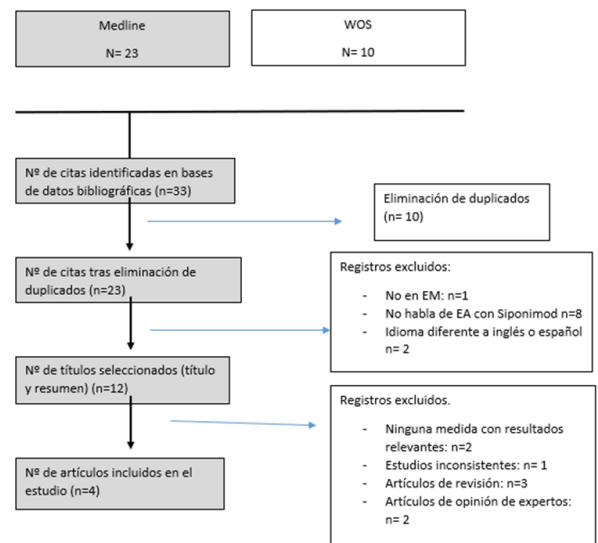 Medline
N= 23
WOS
N= 10
Nº de citas identificadas en bases
de datos bibliográficas (n=33)
Eliminación de duplicados
(n= 10)
Nº de citas tras eliminación de
duplicados (n=23)
Registros excluidos:
- No en EM: n=1
- No habla de EA con Siponimod n=8
- Idioma diferente a inglés o español
n= 2
Nº de títulos seleccionados (título
y resumen) (n=12)
Registros excluidos.
- Ninguna medida con resultados
relevantes: n=2
- Estudios inconsistentes: n= 1
- Artículos de revisión: n=3
- Artículos de opinión de expertos:
n= 2
Nº de artículos incluidos en el
estudio (n=4)